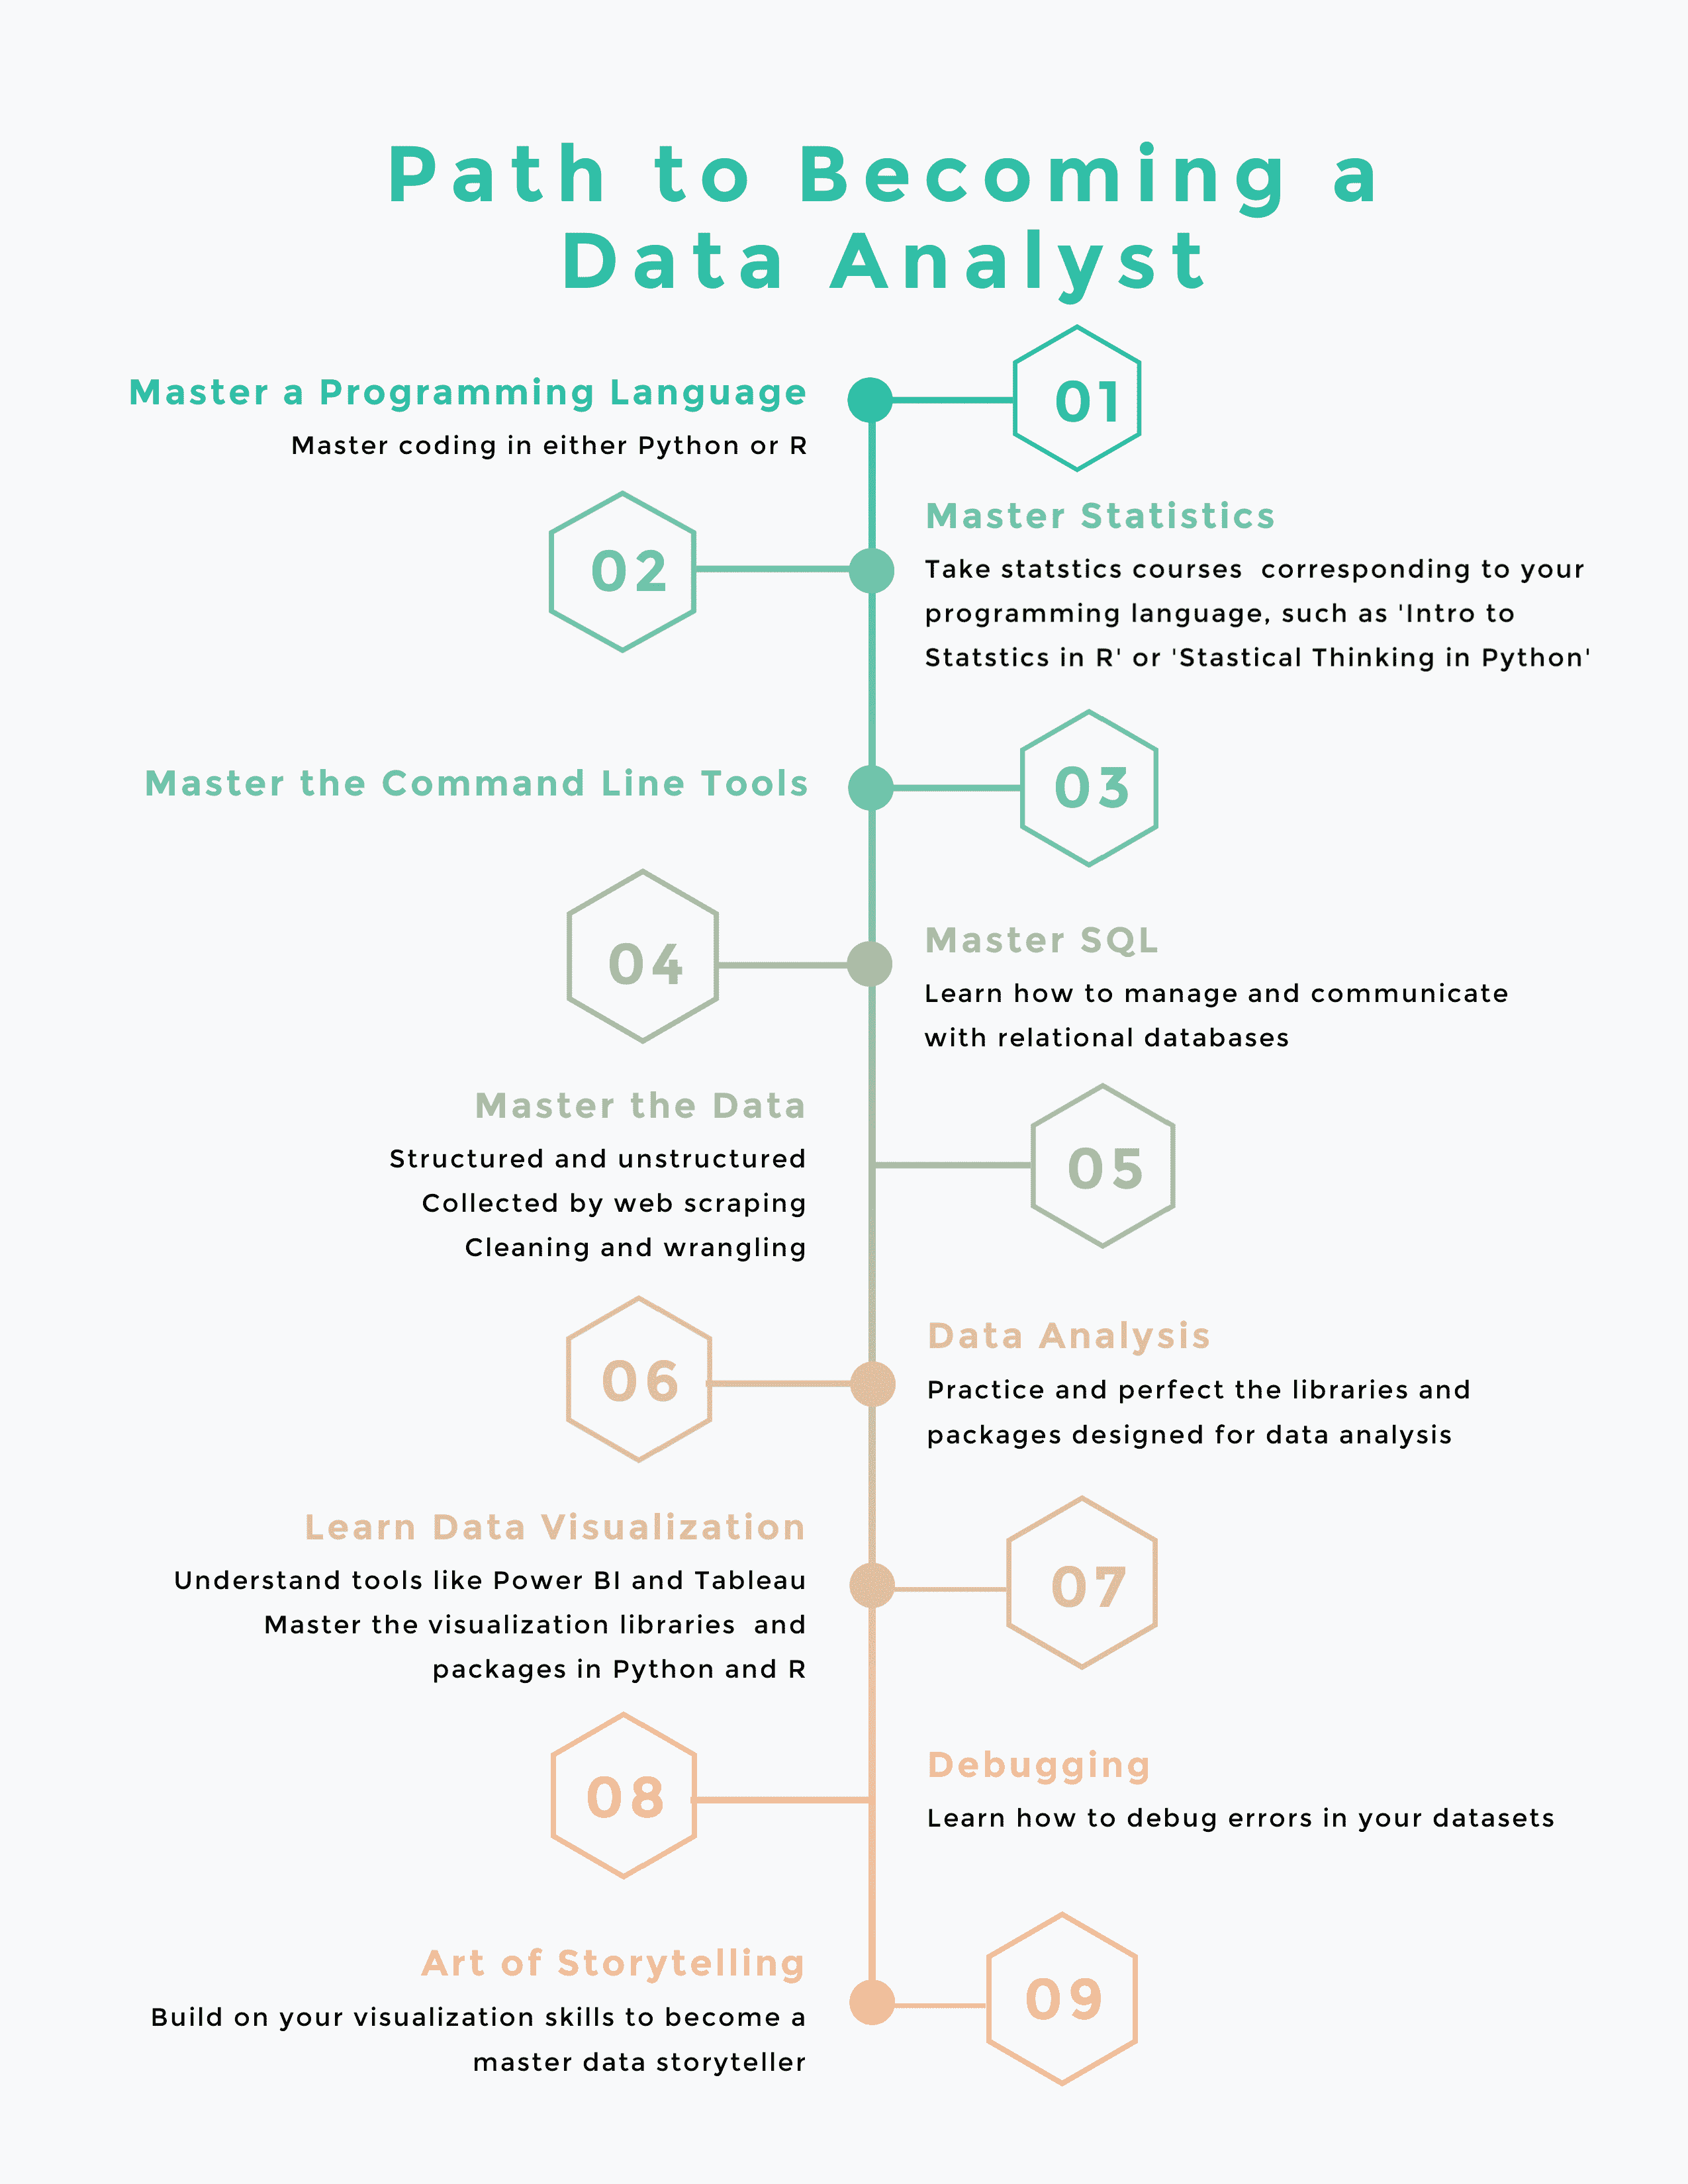 Path to Becoming a
Data Analyst
01
Master a Programming Language
Master coding in either Python or R
02
Master Statistics
Take statstics courses  corresponding to your
programming language, such as 'Intro to
Statstics in R' or 'Stastical Thinking in Python'
03
Master the Command Line Tools
04
Master SQL
Learn how to manage and communicate
with relational databases
05
Master the Data
Structured and unstructured
Collected by web scraping
Cleaning and wrangling
06
Data Analysis
Practice and perfect the libraries and
packages designed for data analysis
07
Learn Data Visualization
Understand tools like Power BI and Tableau
Master the visualization libraries  and
packages in Python and R
08
Debugging
Learn how to debug errors in your datasets
09
Art of Storytelling
Build on your visualization skills to become a
master data storyteller